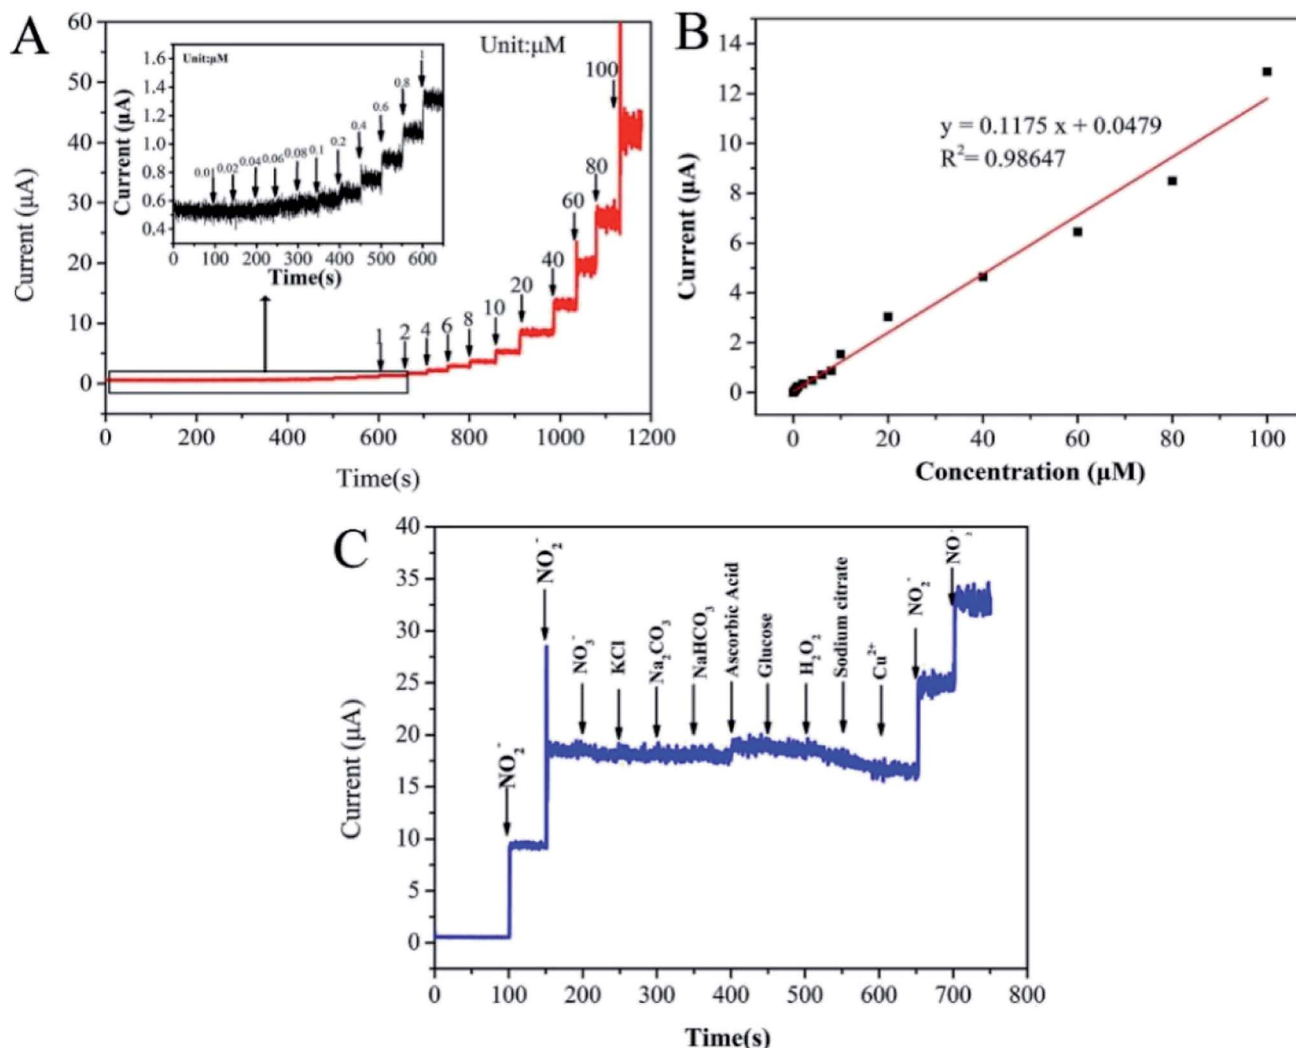 A
Unit:μM
60
50
40
30
20
10
0
Current (μA)
0 200 400 600 800 1000 1200
Time(s)
1 2 4 6 8 10 20 40 60 80 100
Unit:μM
1.6
1.4
1.2
1.0
0.8
0.6
0.4
Current (μA)
0.01 0.02 0.04 0.06 0.08 0.1 0.2 0.4 0.6 0.8 1
0 100 200 300 400 500 600
Time(s)
B
14
12
10
8
6
4
2
0
Current (μA)
y = 0.1175 x + 0.0479
R²= 0.98647
0 20 40 60 80 100
Concentration (μM)
C
40
35
30
25
20
15
10
5
0
Current (μA)
NO₂⁻
NO₂⁻
NO₃⁻
KCl
Na₂CO₃
NaHCO₃
Ascorbic Acid
Glucose
H₂O₂
Sodium citrate
Cu²⁺
NO₂⁻
NO₂⁻
0 100 200 300 400 500 600 700 800
Time(s)